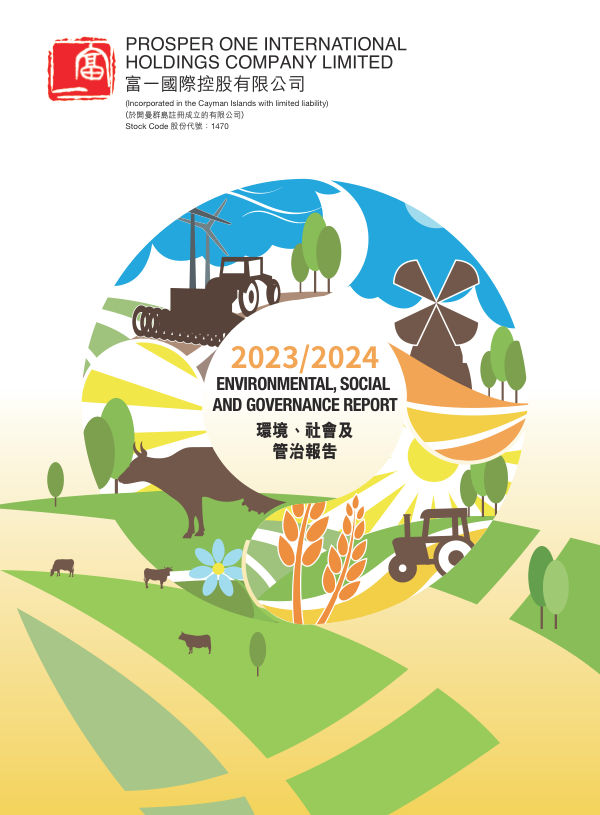 富一
PROSPER ONE INTERNATIONAL
HOLDINGS COMPANY LIMITED
富一國際控股有限公司
(Incorporated in the Cayman Islands with limited liability)
(於開曼群島註冊成立的有限公司)
Stock Code 股份代號：1470
2023/2024
ENVIRONMENTAL, SOCIAL
AND GOVERNANCE REPORT
環境、社會及
管治報告